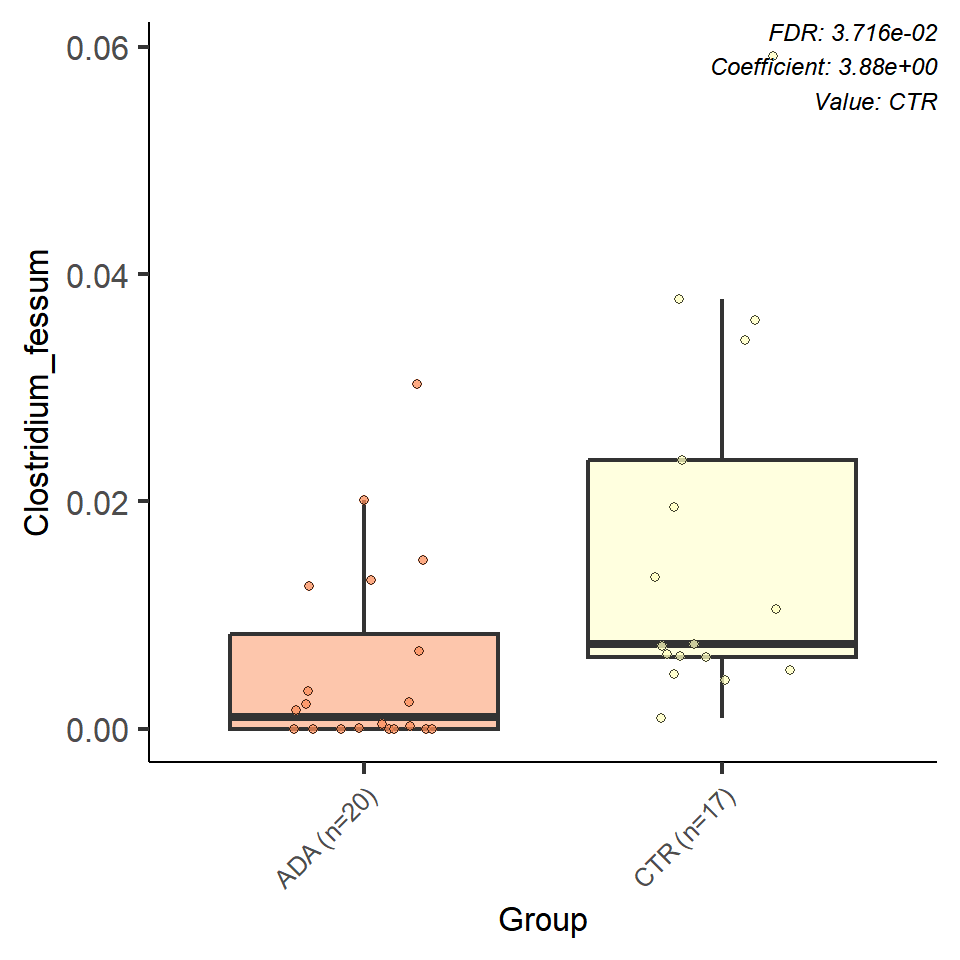 FDR: 3.716e-02
Coefficient: 3.88e+00
Value: CTR
0.06
0.04
0.02
0.00
Clostridium_fessum
ADA (n=20)
CTR (n=17)
Group